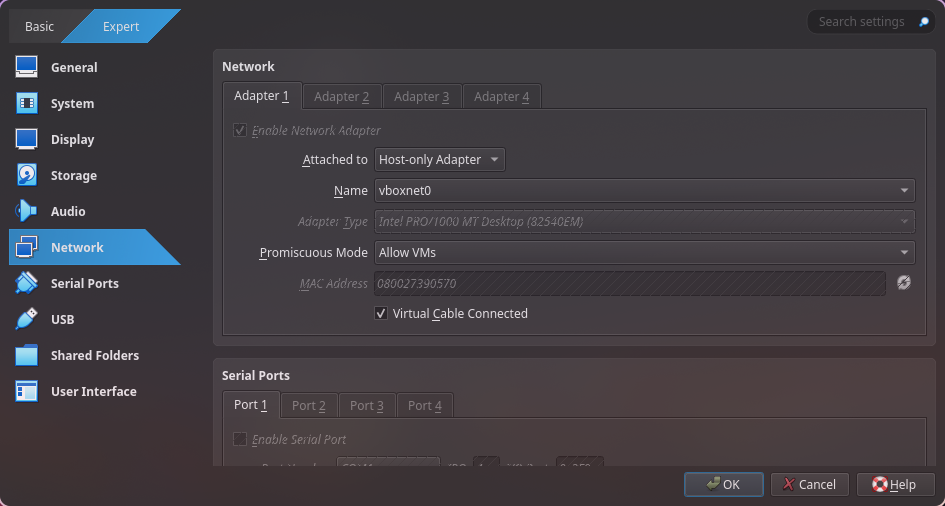 Basic Expert Search settings
General
System
Display
Storage
Audio
Network
Serial Ports
USB
Shared Folders
User Interface
Network
Adapter 1 Adapter 2 Adapter 3 Adapter 4
Enable Network Adapter
Attached to Host-only Adapter
Name vboxnet0
Adapter Type Intel PRO/1000 MT Desktop (82540EM)
Promiscuous Mode Allow VMs
MAC Address 080027390570
Virtual Cable Connected
Serial Ports
Port 1 Port 2 Port 3 Port 4
Enable Serial Port
OK Cancel Help